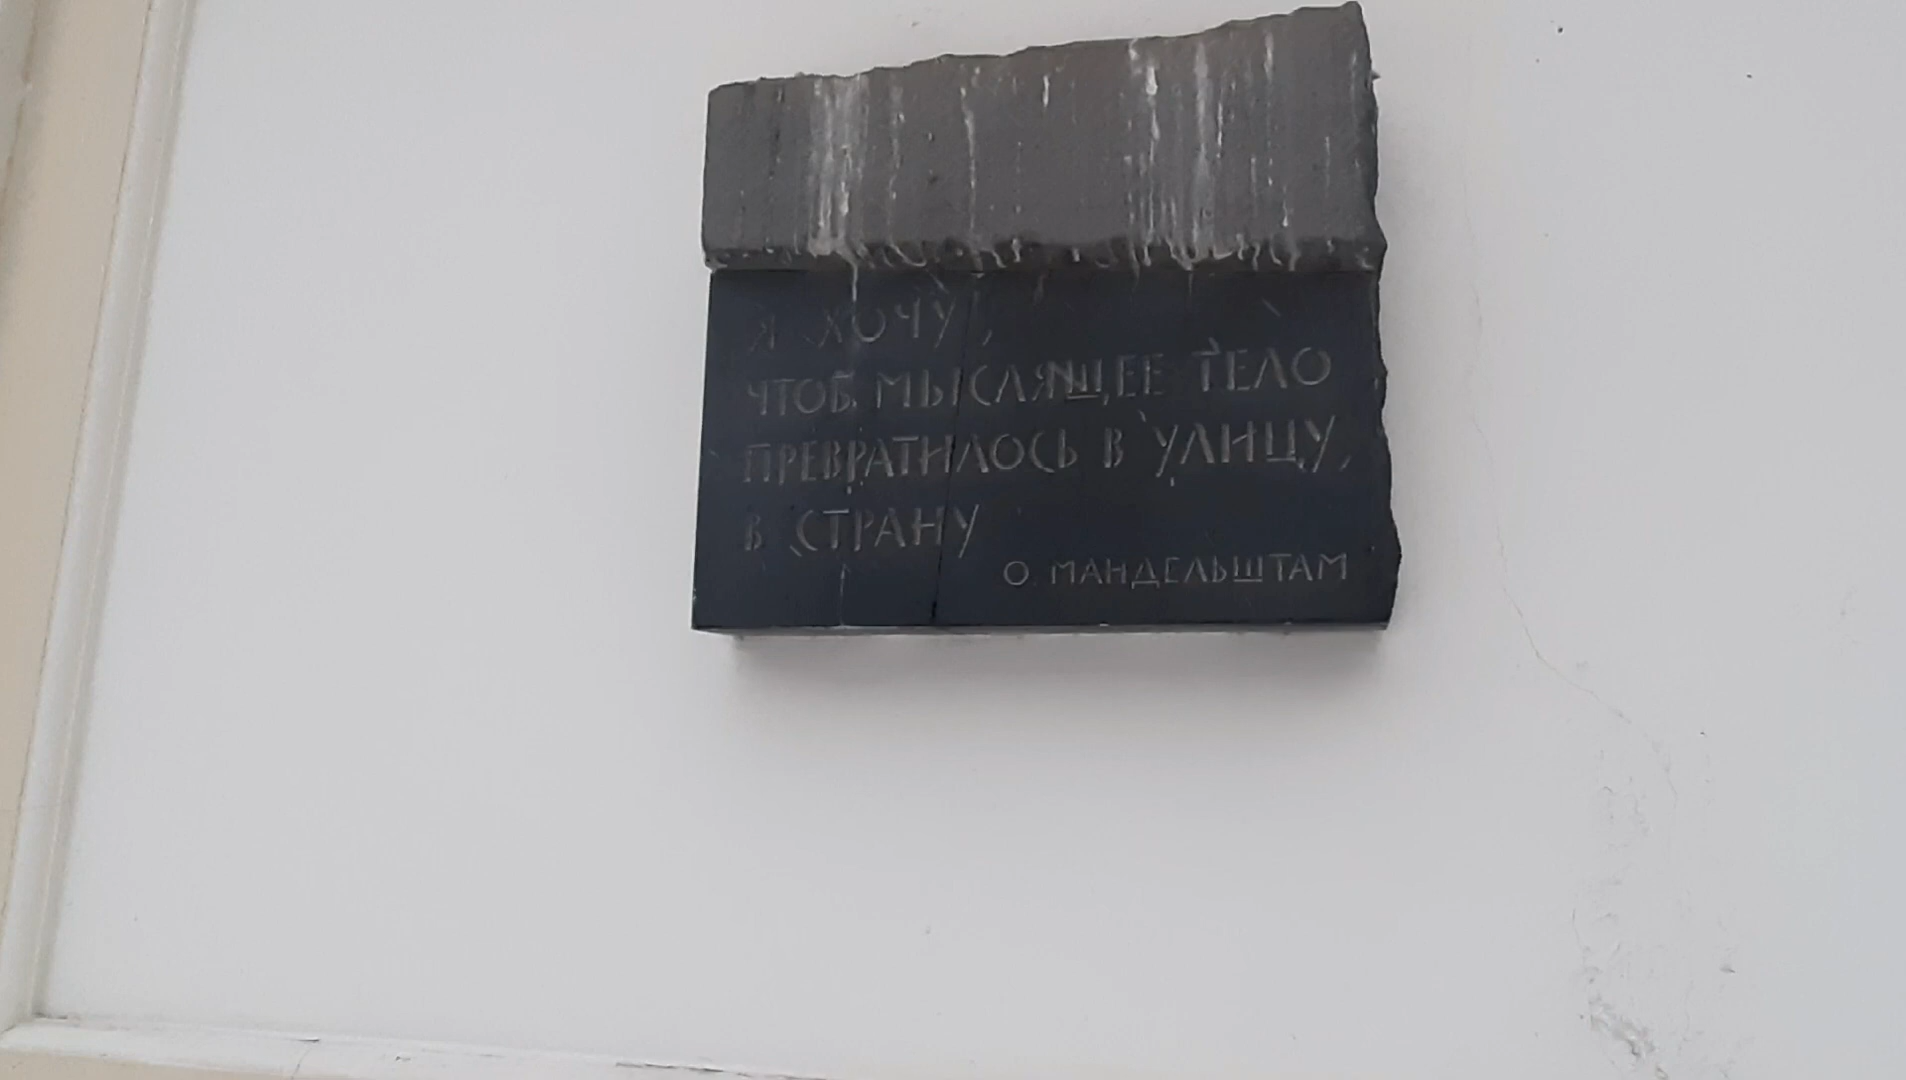 Я ХОЧУ,
ЧТОБ МЫСЛЯЩЕЕ ТЕЛО
ПРЕВРАТИЛОСЬ В УЛИЦУ,
В СТРАНУ
О. МАНДЕЛЬШТАМ